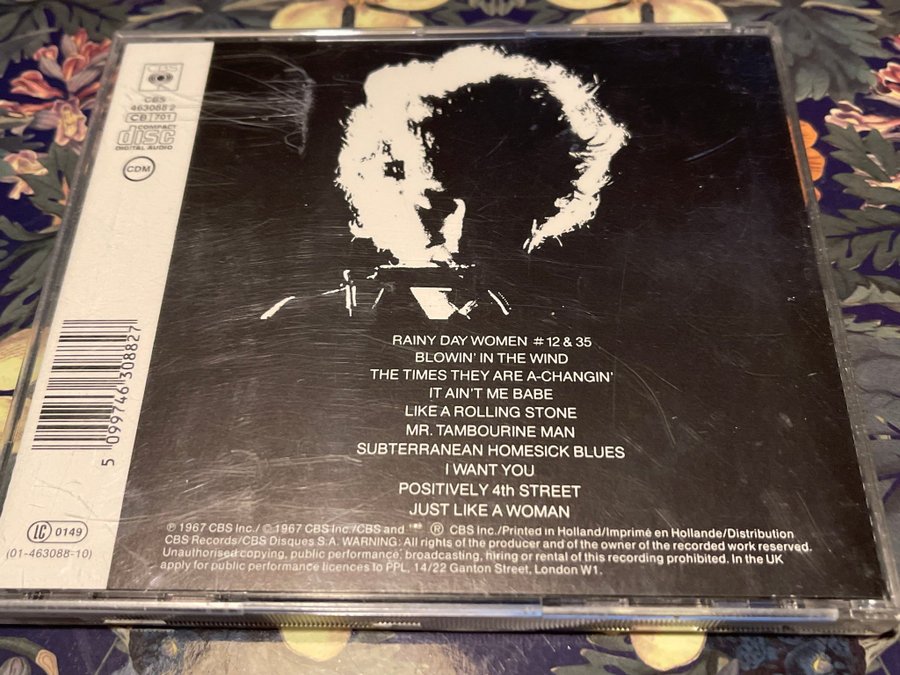 CBS
CBS
463088 2
CB 701
COMPACT
disc
DIGITAL AUDIO
CDM
5 099746 308827
LC 0149
(01-463088-10)
RAINY DAY WOMEN # 12 & 35
BLOWIN' IN THE WIND
THE TIMES THEY ARE A-CHANGIN'
IT AIN'T ME BABE
LIKE A ROLLING STONE
MR. TAMBOURINE MAN
SUBTERRANEAN HOMESICK BLUES
I WANT YOU
POSITIVELY 4th STREET
JUST LIKE A WOMAN
℗ 1967 CBS Inc./ © 1967 CBS Inc./CBS and ® CBS Inc./Printed in Holland/Imprimé en Hollande/Distribution
CBS Records/CBS Disques S.A. WARNING: All rights of the producer and of the owner of the recorded work reserved.
Unauthorised copying, public performance, broadcasting, hiring or rental of this recording prohibited. In the UK
apply for public performance licences to PPL, 14/22 Ganton Street, London W1.